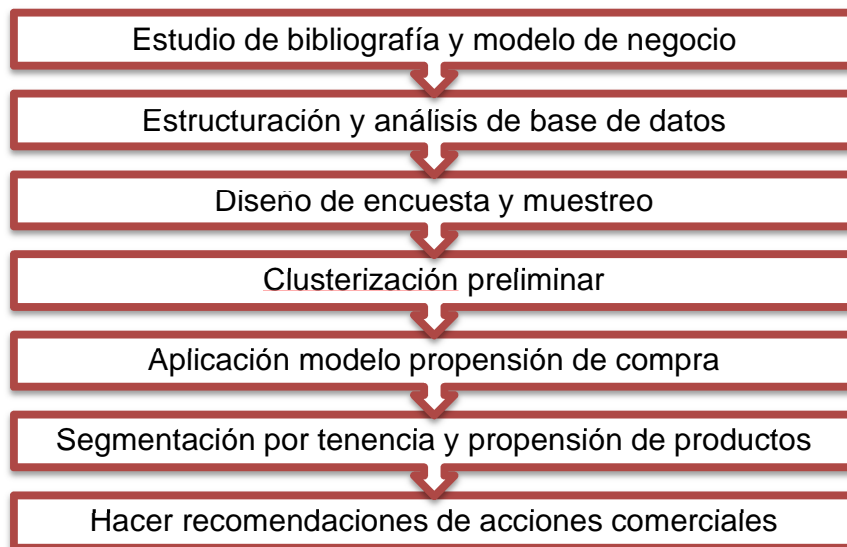 Estudio de bibliografía y modelo de negocio
Estructuración y análisis de base de datos
Diseño de encuesta y muestreo
Clusterización preliminar
Aplicación modelo propensión de compra
Segmentación por tenencia y propensión de productos
Hacer recomendaciones de acciones comerciales